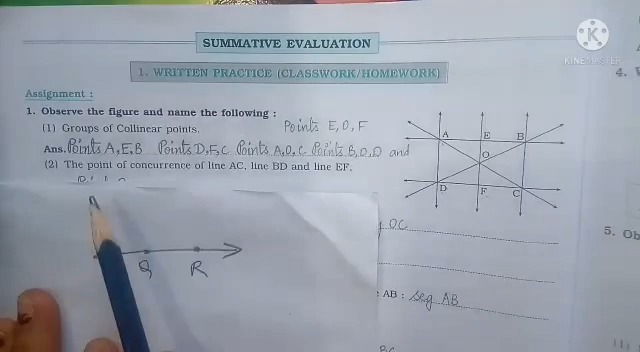 SUMMATIVE EVALUATION
1. WRITTEN PRACTICE (CLASSWORK/HOMEWORK)
KINEMASTER
4.
Assignment :
1. Observe the figure and name the following :
(1) Groups of Collinear points. Points E, O, F
Ans. Points A, E, B Points D, F, C Points A, O, C Points B, O, D and
(2) The point of concurrence of line AC, line BD and line EF.
A E B
O
D F C
OC
5. Ob
Q R
AB : seg AB